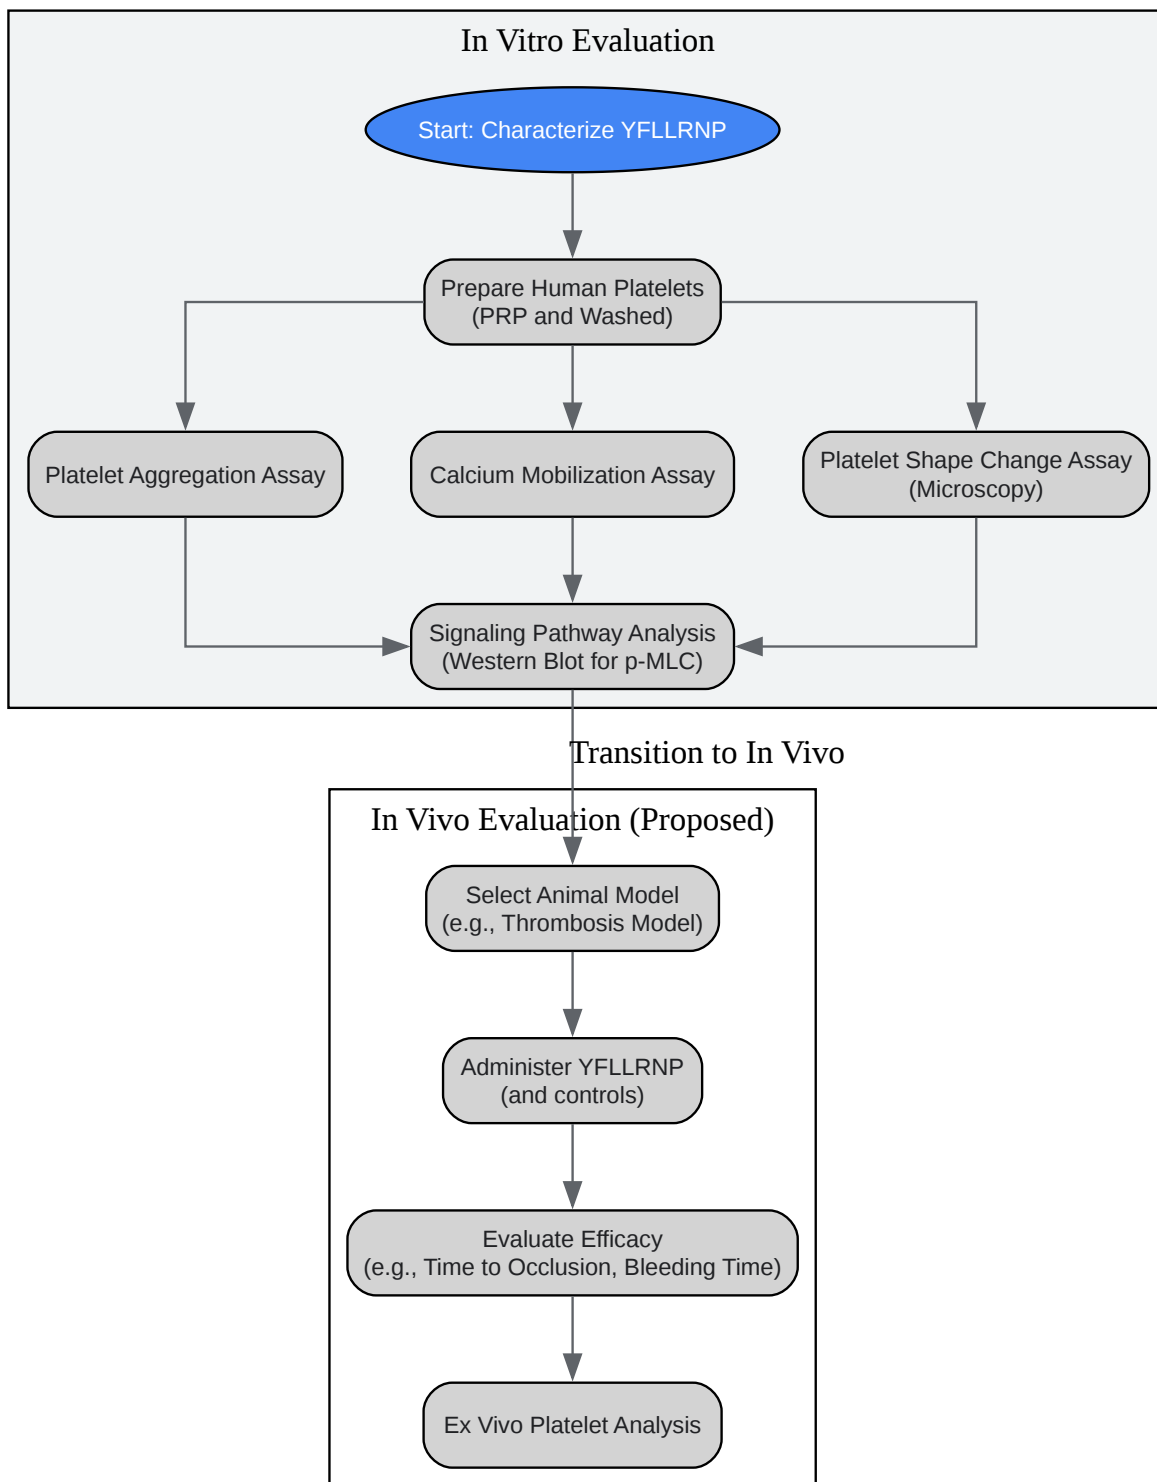 In Vitro Evaluation
Start: Characterize YFLLRNP
Prepare Human Platelets
(PRP and Washed)
Platelet Aggregation Assay
Calcium Mobilization Assay
Platelet Shape Change Assay
(Microscopy)
Signaling Pathway Analysis
(Western Blot for p-MLC)
Transition to In Vivo
In Vivo Evaluation (Proposed)
Select Animal Model
(e.g., Thrombosis Model)
Administer YFLLRNP
(and controls)
Evaluate Efficacy
(e.g., Time to Occlusion, Bleeding Time)
Ex Vivo Platelet Analysis